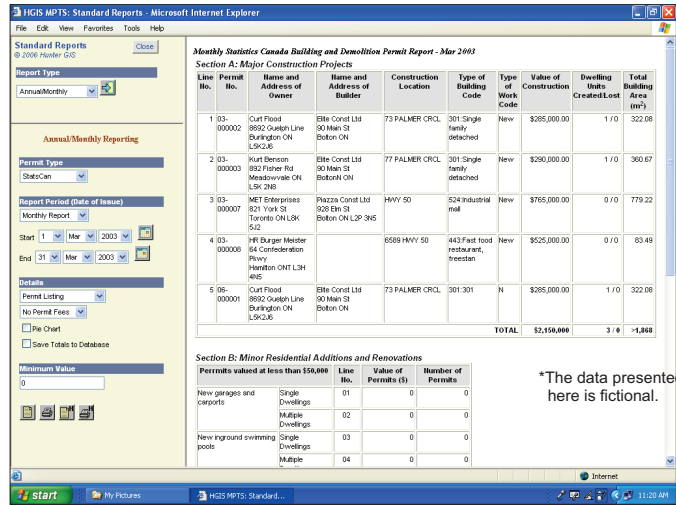 HGIS MPTS: Standard Reports - Microsoft Internet Explorer
File Edit View Favorites Tools Help
Standard Reports
Close
© 2006 Hunter GIS
Report Type
Annual/Monthly
Annual/Monthly Reporting
Permit Type
StatsCan
Report Period (Date of Issue)
Monthly Report
Start 1 Mar 2003
End 31 Mar 2003
Details
Permit Listing
No Permit Fees
Pie Chart
Save Totals to Database
Minimum Value
0
Monthly Statistics Canada Building and Demolition Permit Report - Mar 2003
Section A: Major Construction Projects
Line No. Permit No. Name and Address of Owner Name and Address of Builder Construction Location Type of Building Code Type of Work Code Value of Construction Dwelling Units Created/Lost Total Building Area (m²)
1 03-000002 Curt Flood 8692 Guelph Line Burlington ON L5K2J6 Elite Const Ltd 90 Main St Bolton ON 73 PALMER CRCL 301:Single family detached New $285,000.00 1 / 0 322.08
2 03-000003 Kurt Benson 892 Fisher Rd Meadowvale ON L5K 2N8 Elite Const Ltd 90 Main St BoltonN ON 77 PALMER CRCL 301:Single family detached New $290,000.00 1 / 0 360.67
3 03-000007 MET Enterprises 821 York St Toronto ON L8K 5J2 Piazza Const Ltd 928 Elm St Bolton ON L2P 3N5 HWY 50 524:Industrial mall New $765,000.00 0 / 0 779.22
4 03-000008 HR Burger Meister 64 Confederation Pkwy Hamilton ONT L3H 4N5 6589 HWY 50 443:Fast food restaurant, freestan New $525,000.00 0 / 0 83.49
5 06-000001 Curt Flood 8692 Guelph Line Burlington ON L5K2J6 Elite Const Ltd 90 Main St Bolton ON 73 PALMER CRCL 301:301 N $285,000.00 1 / 0 322.08
TOTAL $2,150,000 3 / 0 >1,868
Section B: Minor Residential Additions and Renovations
Perrmits valued at less than $50,000 Line No. Value of Permits ($) Number of Permits
New garages and carports Single Dwellings 01 0 0
Multiple Dwellings 02 0 0
New inground swimming pools Single Dwellings 03 0 0
Multiple 04 0 0
*The data presente
here is fictional.
Internet
start My Pictures HGIS MPTS: Standard... 11:20 AM